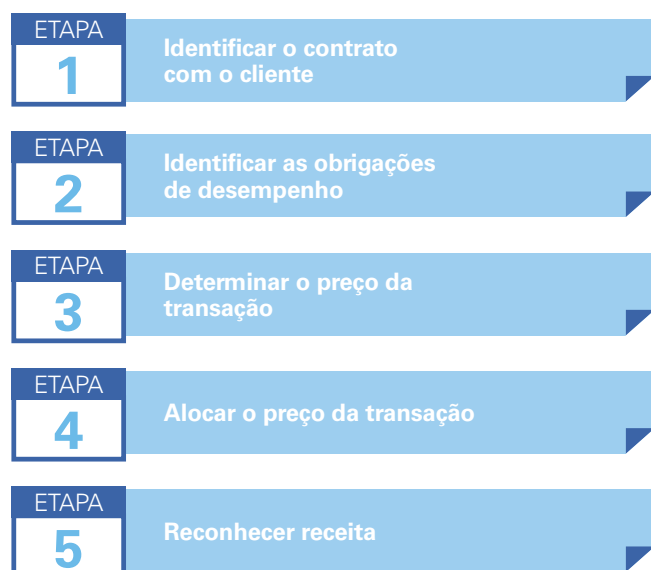 ETAPA
1
Identificar o contrato
com o cliente
ETAPA
2
Identificar as obrigações
de desempenho
ETAPA
3
Determinar o preço da
transação
ETAPA
4
Alocar o preço da transação
ETAPA
5
Reconhecer receita